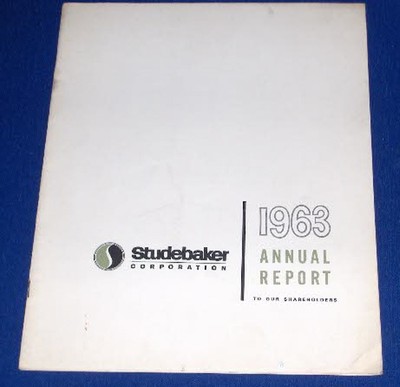 Studebaker
CORPORATION
1963
ANNUAL
REPORT
TO OUR SHAREHOLDERS